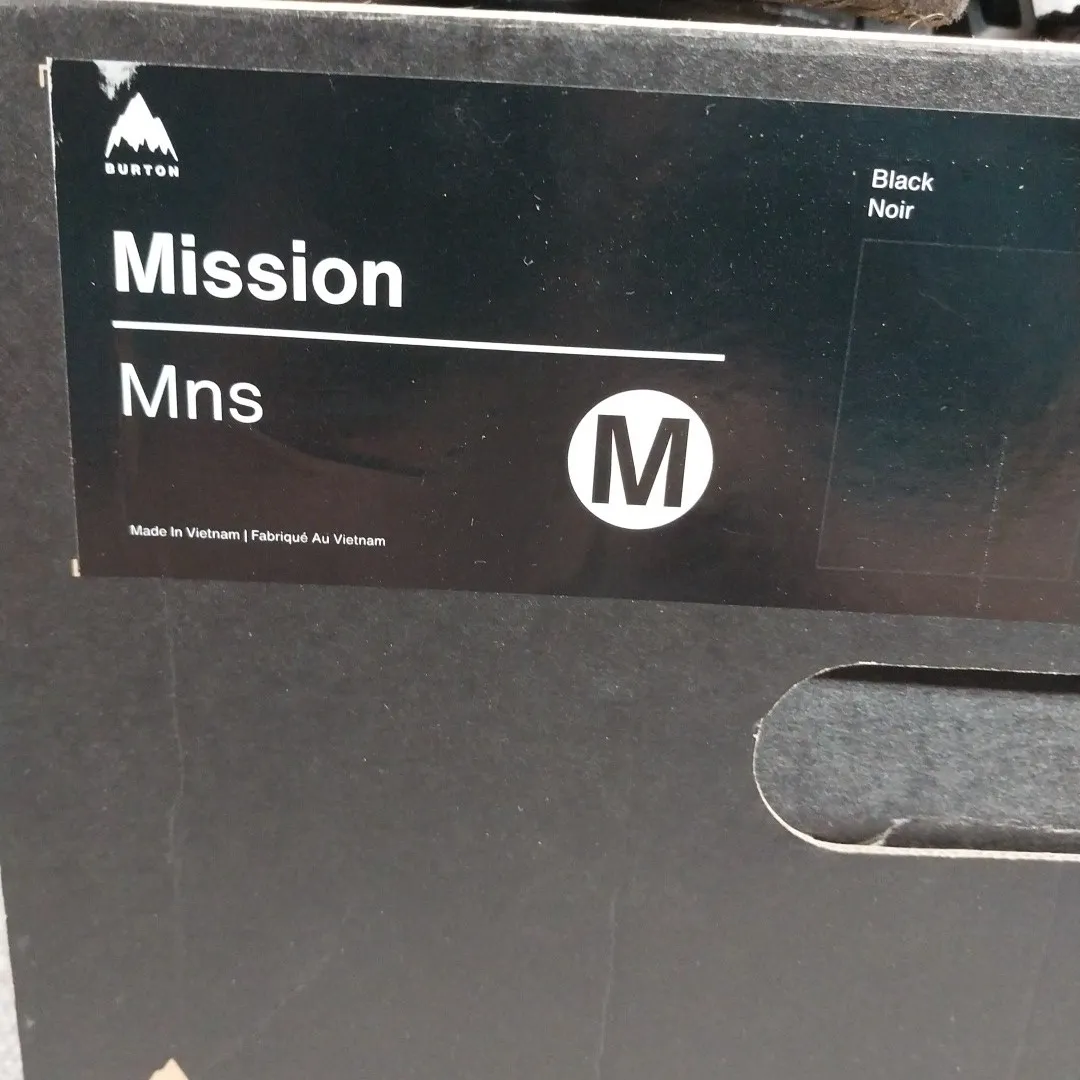 BURTON
Mission
Mns
M
Made In Vietnam | Fabriqué Au Vietnam
Black
Noir